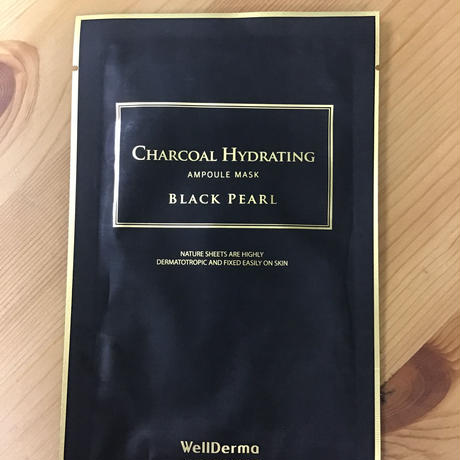 CHARCOAL HYDRATING
AMPOULE MASK
BLACK PEARL
NATURE SHEETS ARE HIGHLY
DERMATOTROPIC AND FIXED EASILY ON SKIN
WellDerma